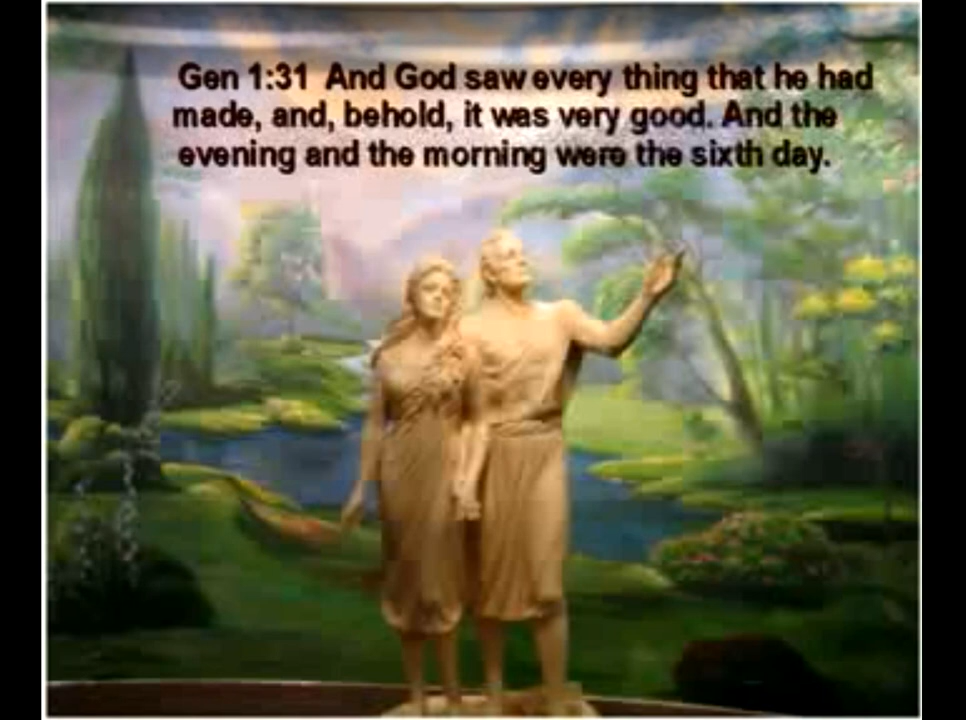 Gen 1:31 And God saw every thing that he had
made, and, behold, it was very good. And the
evening and the morning were the sixth day.